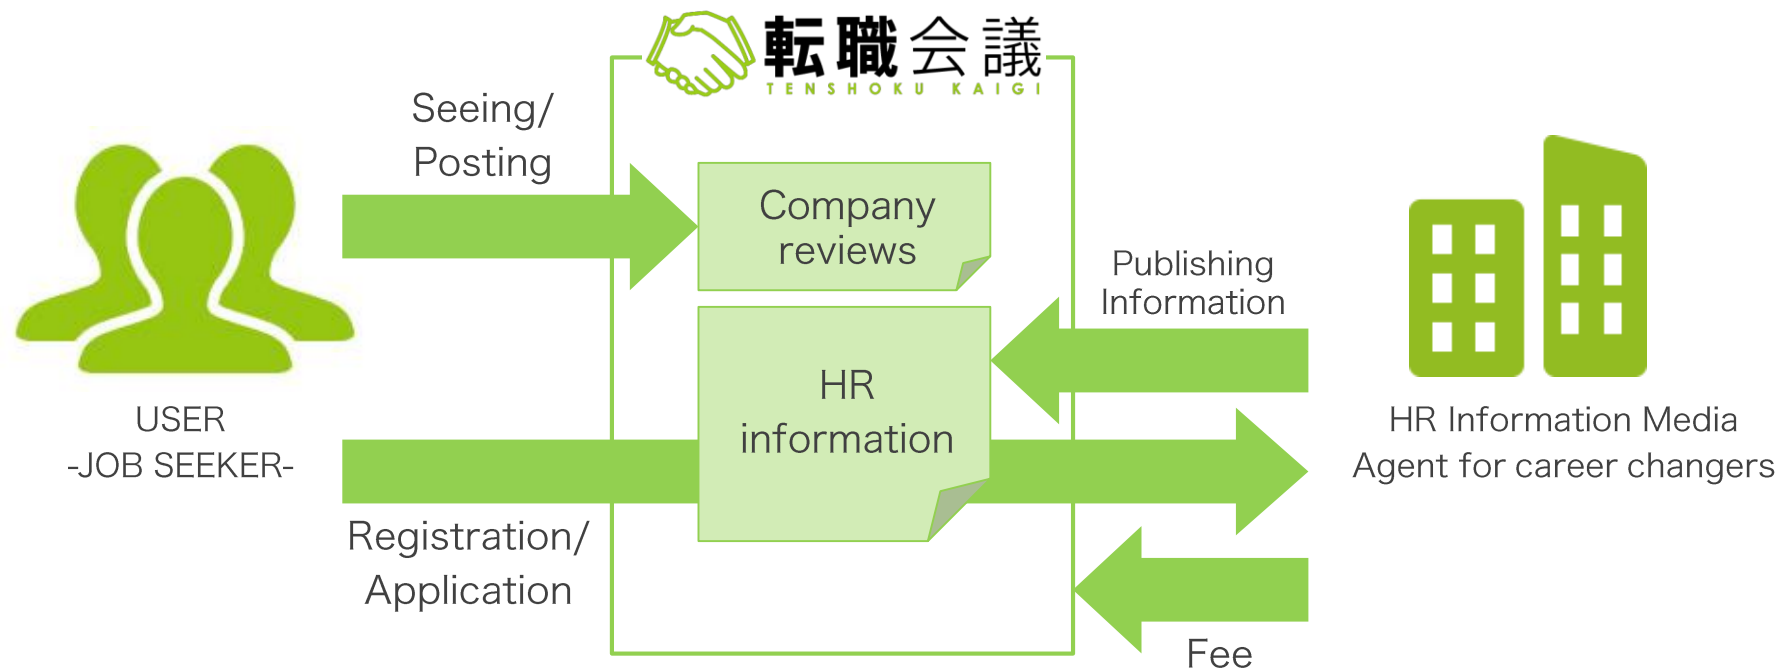 転職会議
TENSHOKU KAIGI
Seeing/
Posting
Company
reviews
Publishing
Information
HR
information
USER
-JOB SEEKER-
HR Information Media
Agent for career changers
Registration/
Application
Fee